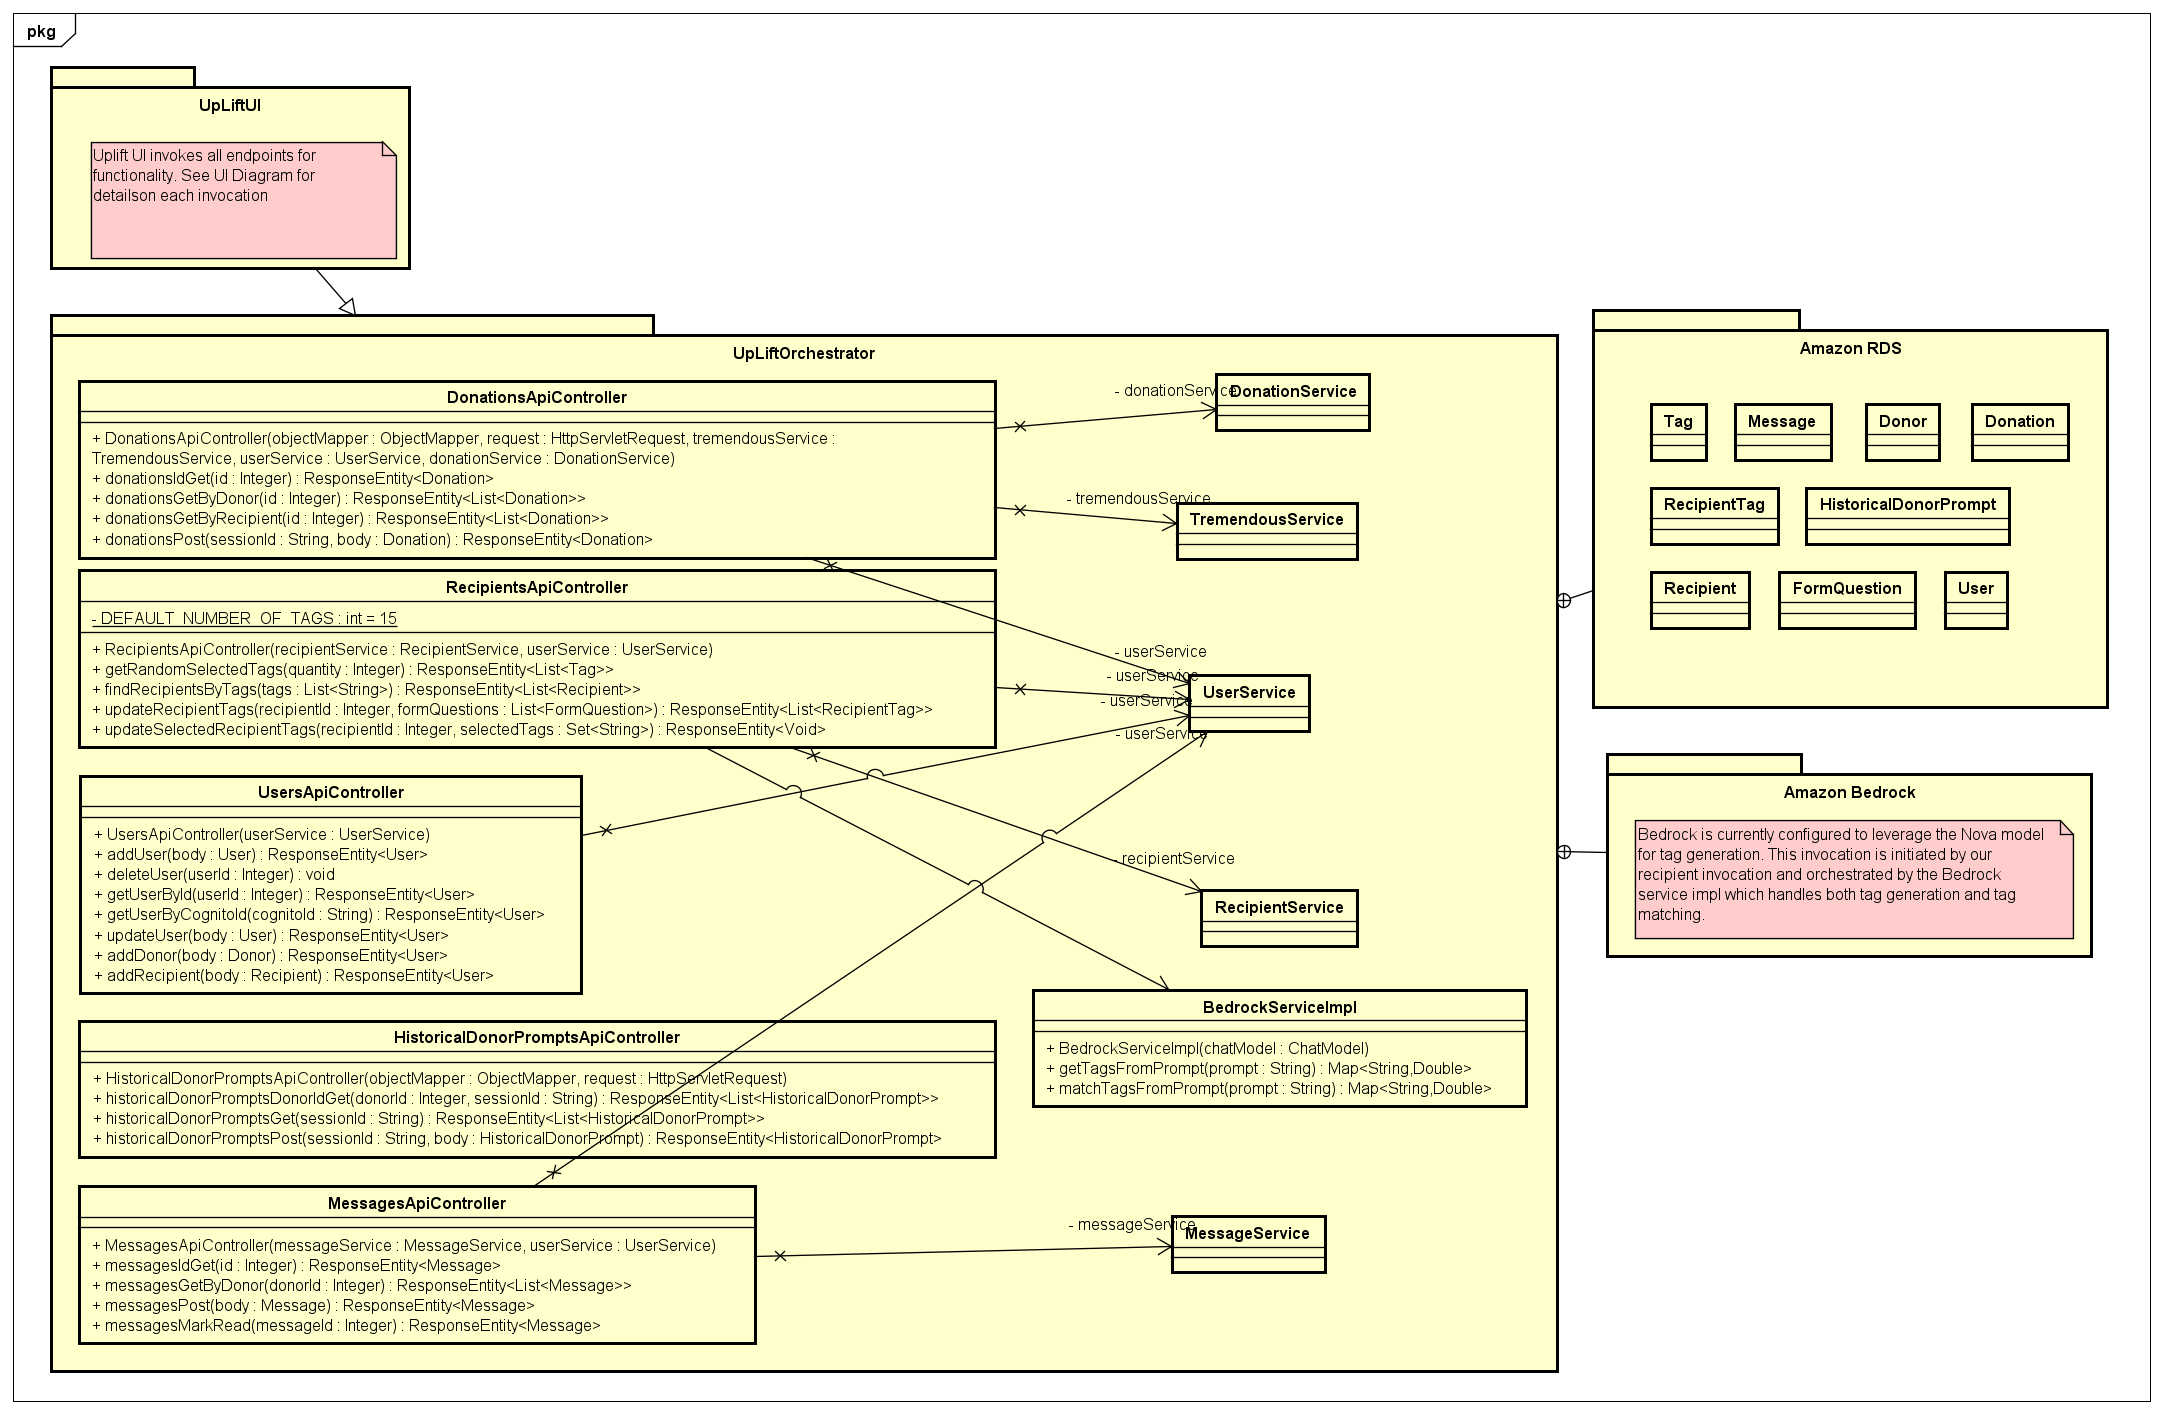 pkg
UpLiftUI
Uplift UI invokes all endpoints for
functionality. See UI Diagram for
detailson each invocation
UpLiftOrchestrator
DonationsApiController
+ DonationsApiController(objectMapper : ObjectMapper, request : HttpServletRequest, tremendousService :
TremendousService, userService : UserService, donationService : DonationService)
+ donationsIdGet(id : Integer) : ResponseEntity<Donation>
+ donationsGetByDonor(id : Integer) : ResponseEntity<List<Donation>>
+ donationsGetByRecipient(id : Integer) : ResponseEntity<List<Donation>>
+ donationsPost(sessionId : String, body : Donation) : ResponseEntity<Donation>
- donationService
DonationService
- tremendousService
TremendousService
RecipientsApiController
- DEFAULT_NUMBER_OF_TAGS : int = 15
+ RecipientsApiController(recipientService : RecipientService, userService : UserService)
+ getRandomSelectedTags(quantity : Integer) : ResponseEntity<List<Tag>>
+ findRecipientsByTags(tags : List<String>) : ResponseEntity<List<Recipient>>
+ updateRecipientTags(recipientId : Integer, formQuestions : List<FormQuestion>) : ResponseEntity<List<RecipientTag>>
+ updateSelectedRecipientTags(recipientId : Integer, selectedTags : Set<String>) : ResponseEntity<Void>
- userService
- userService
- userService
- userService
UserService
UsersApiController
+ UsersApiController(userService : UserService)
+ addUser(body : User) : ResponseEntity<User>
+ deleteUser(userId : Integer) : void
+ getUserById(userId : Integer) : ResponseEntity<User>
+ getUserByCognitoId(cognitoId : String) : ResponseEntity<User>
+ updateUser(body : User) : ResponseEntity<User>
+ addDonor(body : Donor) : ResponseEntity<User>
+ addRecipient(body : Recipient) : ResponseEntity<User>
- recipientService
RecipientService
BedrockServiceImpl
+ BedrockServiceImpl(chatModel : ChatModel)
+ getTagsFromPrompt(prompt : String) : Map<String,Double>
+ matchTagsFromPrompt(prompt : String) : Map<String,Double>
HistoricalDonorPromptsApiController
+ HistoricalDonorPromptsApiController(objectMapper : ObjectMapper, request : HttpServletRequest)
+ historicalDonorPromptsDonorIdGet(donorId : Integer, sessionId : String) : ResponseEntity<List<HistoricalDonorPrompt>>
+ historicalDonorPromptsGet(sessionId : String) : ResponseEntity<List<HistoricalDonorPrompt>>
+ historicalDonorPromptsPost(sessionId : String, body : HistoricalDonorPrompt) : ResponseEntity<HistoricalDonorPrompt>
MessagesApiController
+ MessagesApiController(messageService : MessageService, userService : UserService)
+ messagesIdGet(id : Integer) : ResponseEntity<Message>
+ messagesGetByDonor(donorId : Integer) : ResponseEntity<List<Message>>
+ messagesPost(body : Message) : ResponseEntity<Message>
+ messagesMarkRead(messageId : Integer) : ResponseEntity<Message>
- messageService
MessageService
Amazon RDS
Tag
Message
Donor
Donation
RecipientTag
HistoricalDonorPrompt
Recipient
FormQuestion
User
Amazon Bedrock
Bedrock is currently configured to leverage the Nova model
for tag generation. This invocation is initiated by our
recipient invocation and orchestrated by the Bedrock
service impl which handles both tag generation and tag
matching.